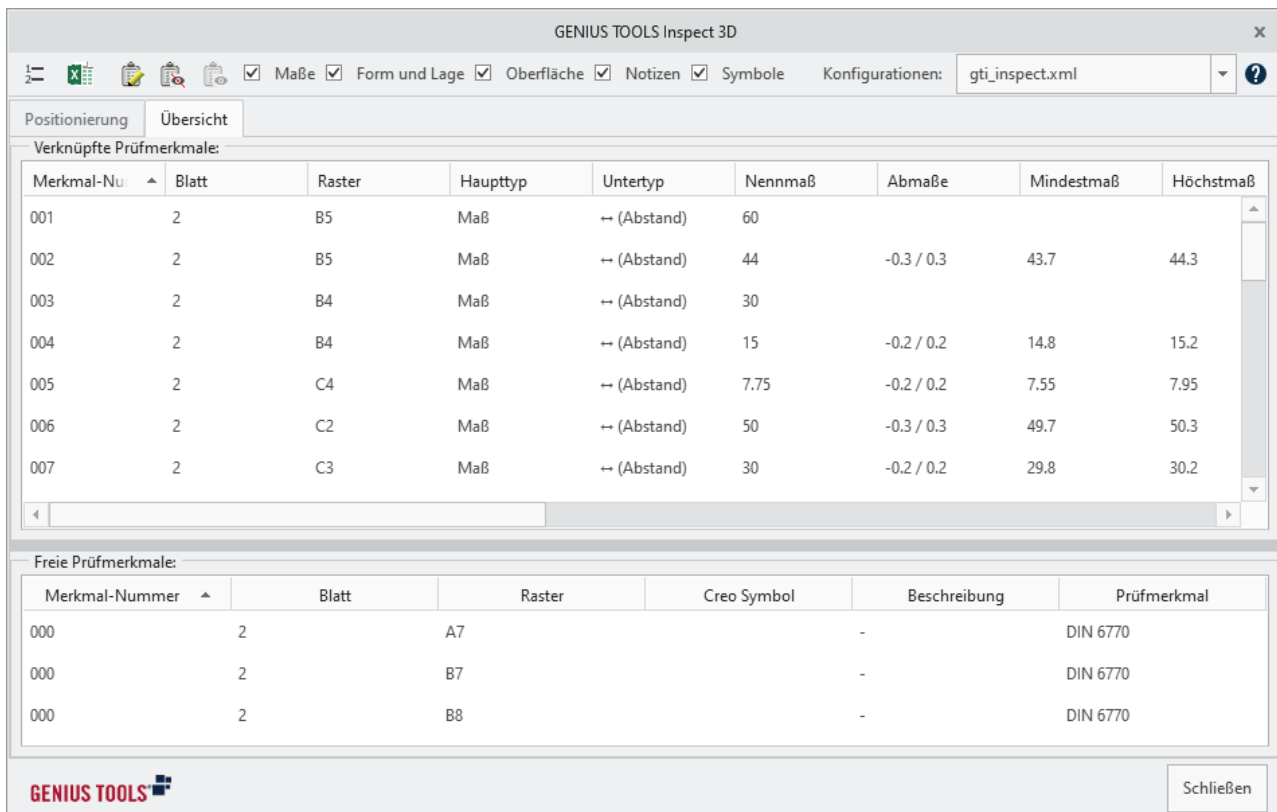 GENIUS TOOLS Inspect 3D
Maße Form und Lage Oberfläche Notizen Symbole Konfigurationen: gti_inspect.xml
Positionierung Übersicht
Verknüpfte Prüfmerkmale:
Merkmal-Nu Blatt Raster Haupttyp Untertyp Nennmaß Abmaße Mindestmaß Höchstmaß
001 2 B5 Maß ↔ (Abstand) 60
002 2 B5 Maß ↔ (Abstand) 44 -0.3 / 0.3 43.7 44.3
003 2 B4 Maß ↔ (Abstand) 30
004 2 B4 Maß ↔ (Abstand) 15 -0.2 / 0.2 14.8 15.2
005 2 C4 Maß ↔ (Abstand) 7.75 -0.2 / 0.2 7.55 7.95
006 2 C2 Maß ↔ (Abstand) 50 -0.3 / 0.3 49.7 50.3
007 2 C3 Maß ↔ (Abstand) 30 -0.2 / 0.2 29.8 30.2
Freie Prüfmerkmale:
Merkmal-Nummer Blatt Raster Creo Symbol Beschreibung Prüfmerkmal
000 2 A7 - DIN 6770
000 2 B7 - DIN 6770
000 2 B8 - DIN 6770
GENIUS TOOLS Schließen